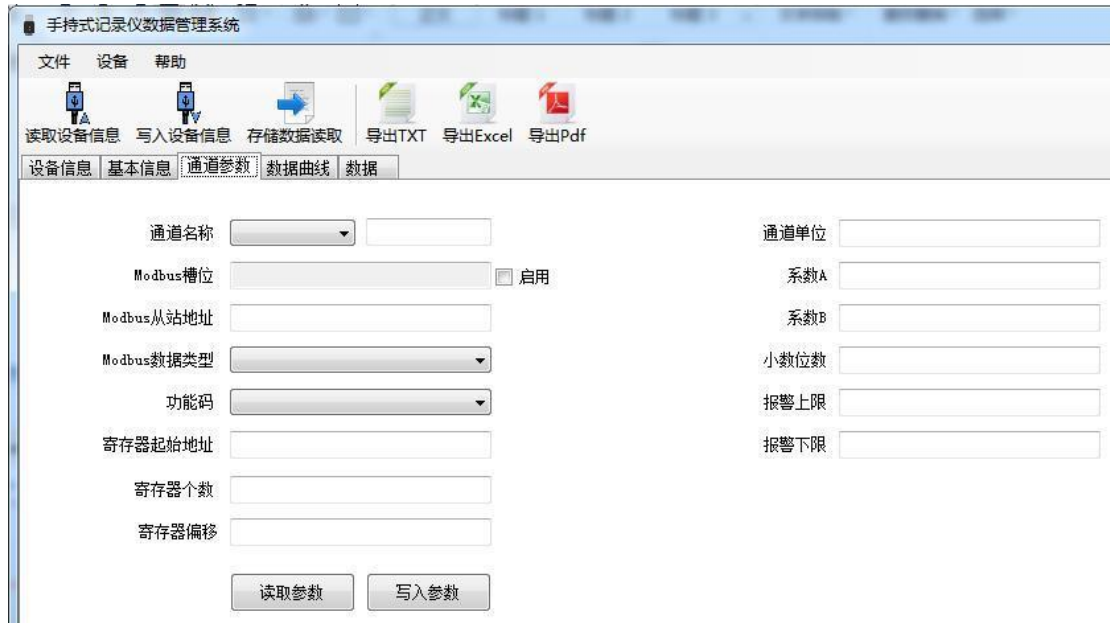 手持式记录仪数据管理系统
文件 设备 帮助
读取设备信息 写入设备信息 存储数据读取 导出TXT 导出Excel 导出Pdf
设备信息 基本信息 通道参数 数据曲线 数据
通道名称 通道单位
Modbus槽位 启用 系数A
Modbus从站地址 系数B
Modbus数据类型 小数位数
功能码 报警上限
寄存器起始地址 报警下限
寄存器个数
寄存器偏移
读取参数 写入参数